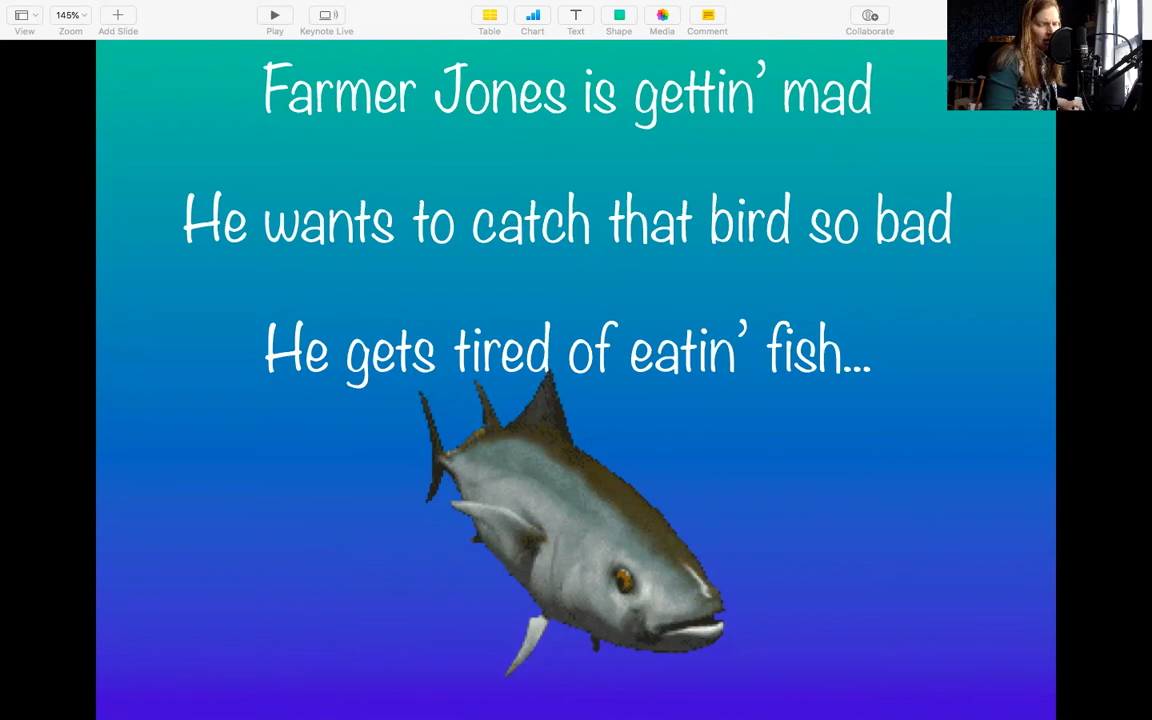 145%
View
Zoom
Add Slide
Play
Keynote Live
Table
Chart
Text
Shape
Media
Comment
Collaborate
Farmer Jones is gettin’ mad
He wants to catch that bird so bad
He gets tired of eatin’ fish...